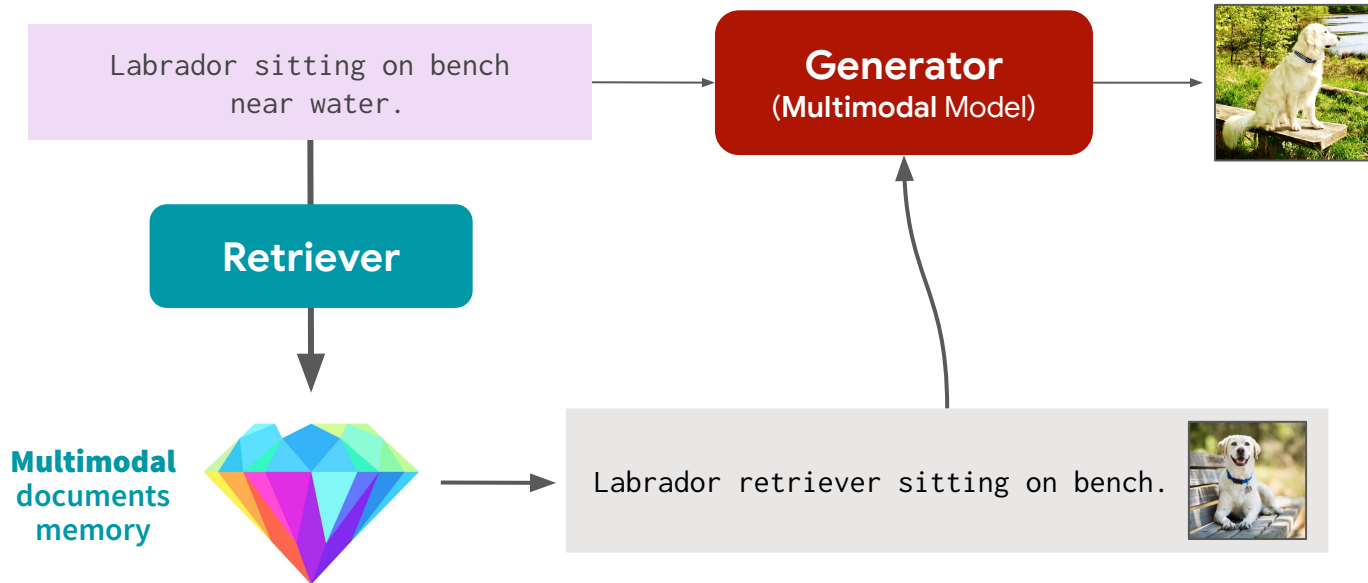 Labrador sitting on bench
near water.
Generator
(Multimodal Model)
Retriever
Multimodal
documents
memory
Labrador retriever sitting on bench.